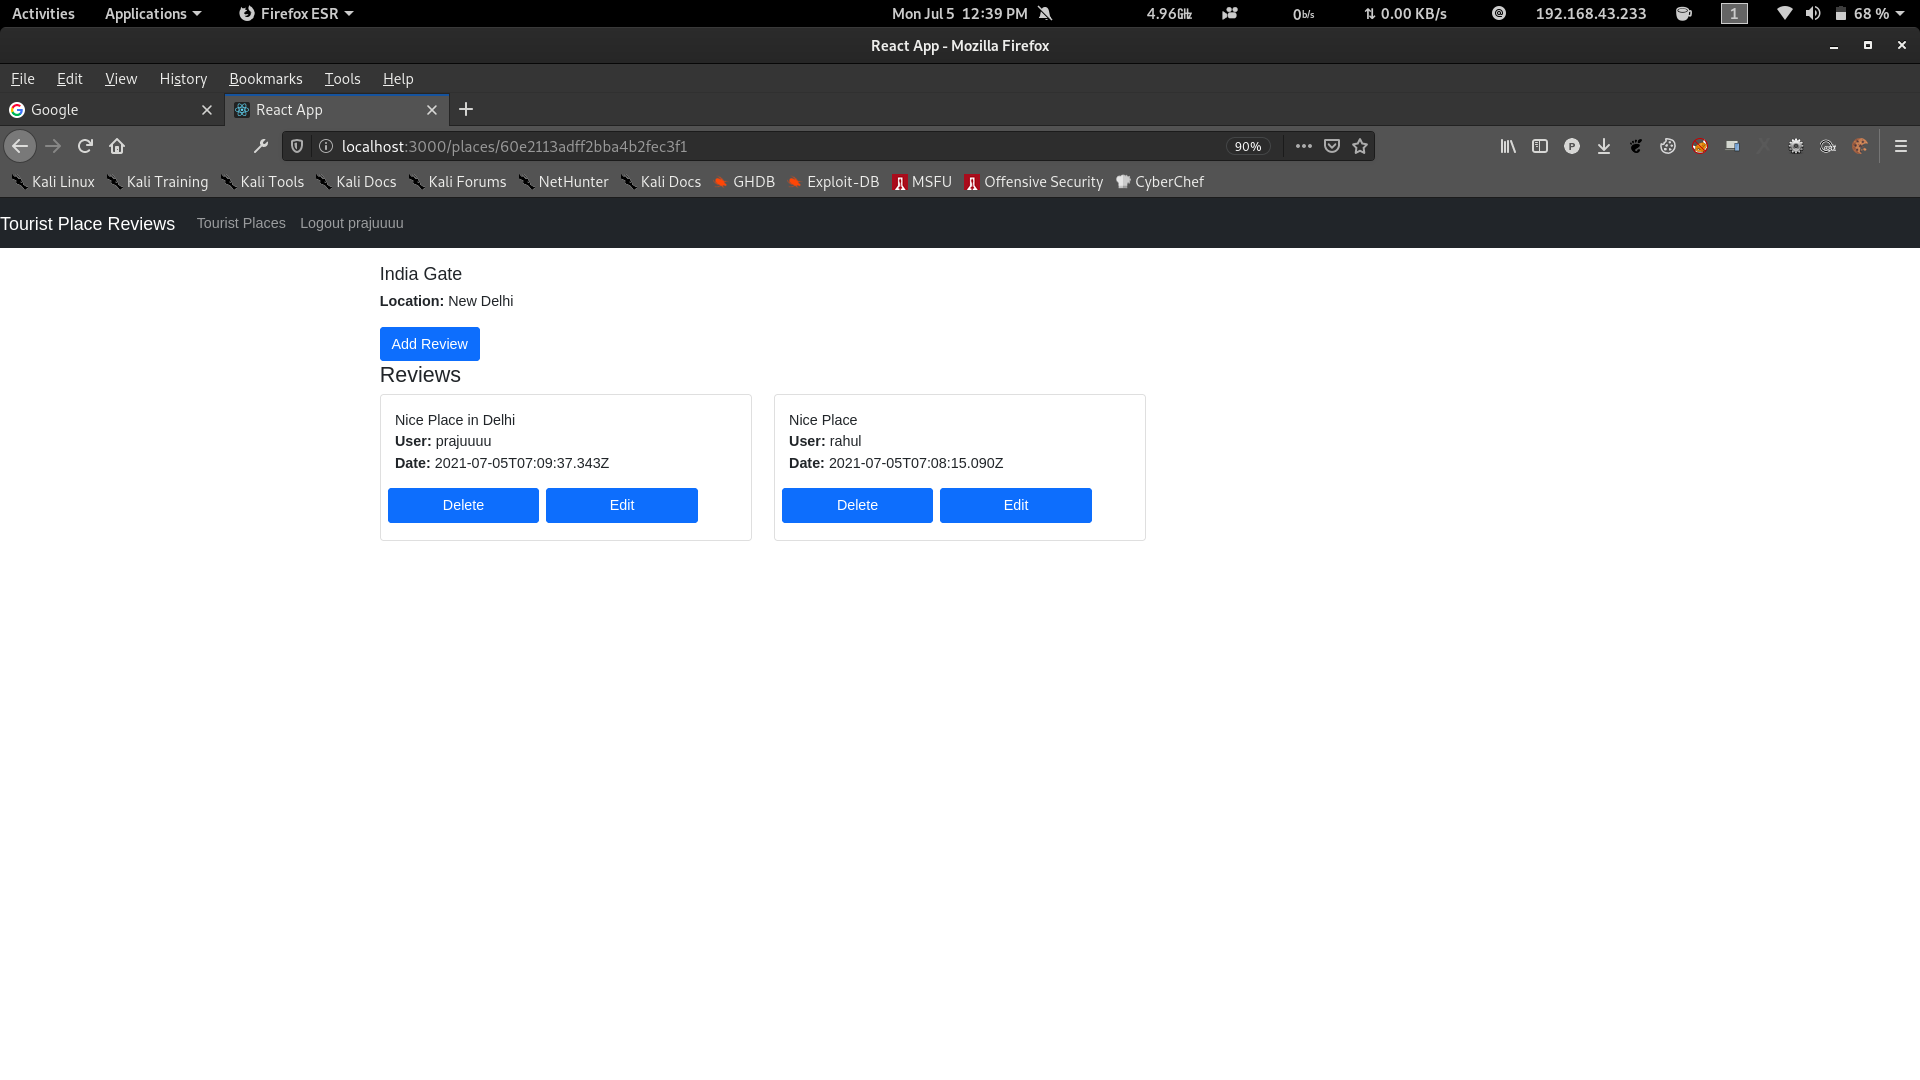 Activities Applications Firefox ESR Mon Jul 5 12:39 PM 4.96GHz 0b/s ⇅ 0.00 KB/s 192.168.43.233 1 68 %
React App - Mozilla Firefox
File Edit View History Bookmarks Tools Help
Google React App
localhost:3000/places/60e2113adff2bba4b2fec3f1 90%
Kali Linux Kali Training Kali Tools Kali Docs Kali Forums NetHunter Kali Docs GHDB Exploit-DB MSFU Offensive Security CyberChef
Tourist Place Reviews Tourist Places Logout prajuuuu
India Gate
Location: New Delhi
Add Review
Reviews
Nice Place in Delhi
User: prajuuuu
Date: 2021-07-05T07:09:37.343Z
Delete Edit
Nice Place
User: rahul
Date: 2021-07-05T07:08:15.090Z
Delete Edit